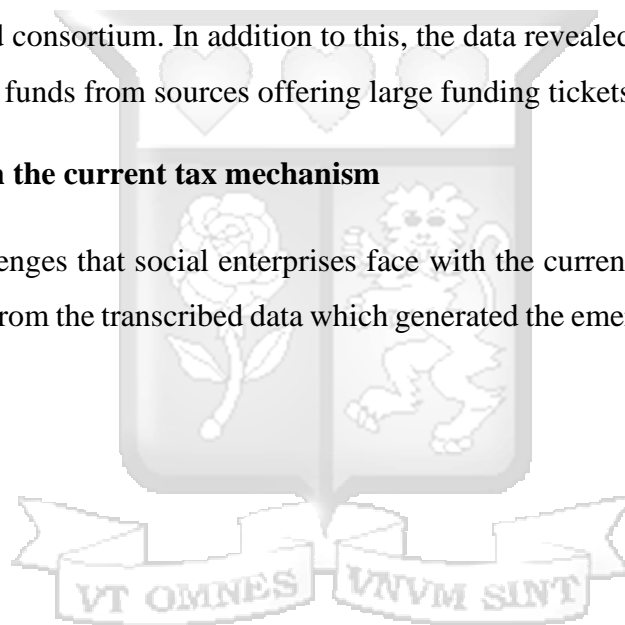 d consortium. In addition to this, the data revealed
funds from sources offering large funding tickets
n the current tax mechanism
enges that social enterprises face with the curren
from the transcribed data which generated the eme
VT OMNES VNVM SINT